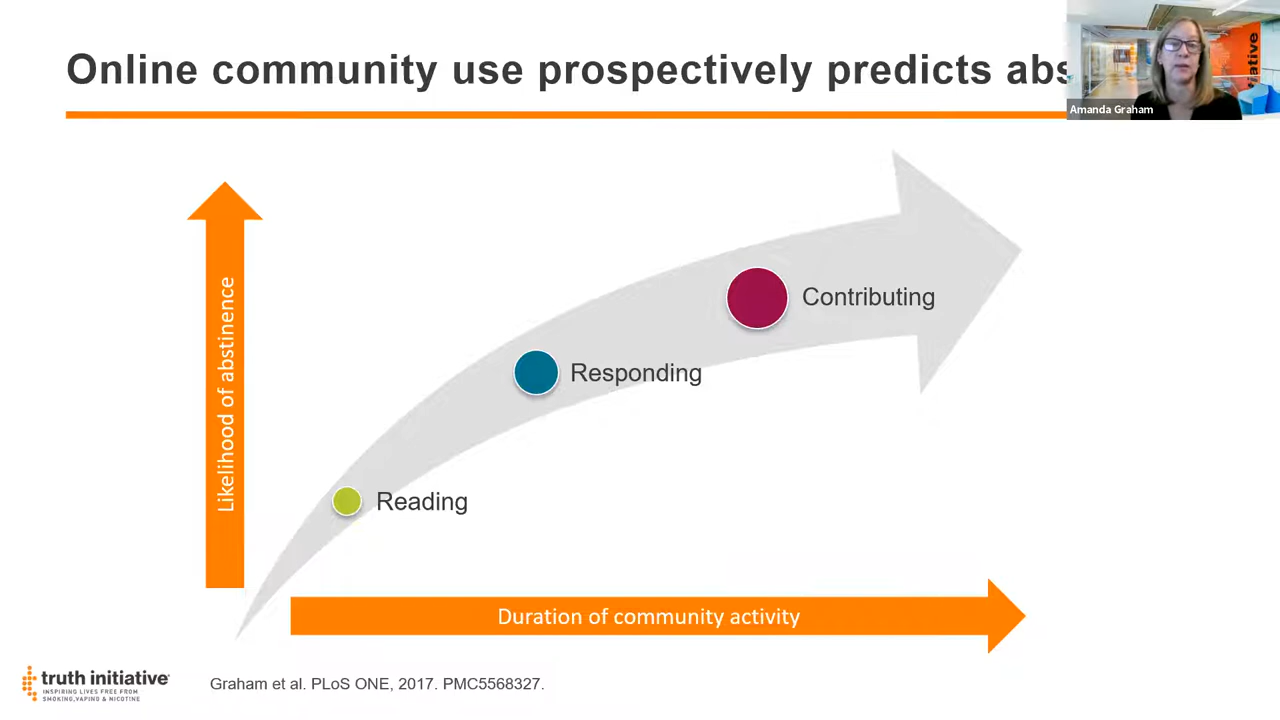 Online community use prospectively predicts abs
iative
Amanda Graham
Likelihood of abstinence
Contributing
Responding
Reading
Duration of community activity
truth initiative®
INSPIRING LIVES FREE FROM
SMOKING, VAPING & NICOTINE
Graham et al. PLoS ONE, 2017. PMC5568327.